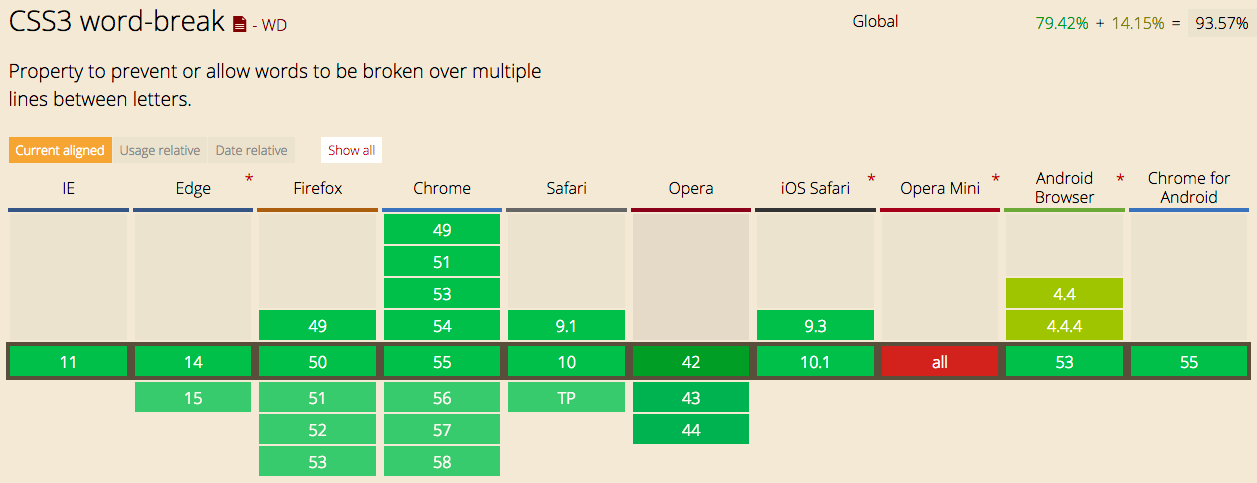 CSS3 word-break - WD
Global 79.42% + 14.15% = 93.57%
Property to prevent or allow words to be broken over multiple
lines between letters.
Current aligned Usage relative Date relative Show all
IE Edge * Firefox Chrome Safari Opera iOS Safari * Opera Mini * Android Browser * Chrome for Android
49
51
53 4.4
49 54 9.1 9.3 4.4.4
11 14 50 55 10 42 10.1 all 53 55
15 51 56 TP 43
52 57 44
53 58